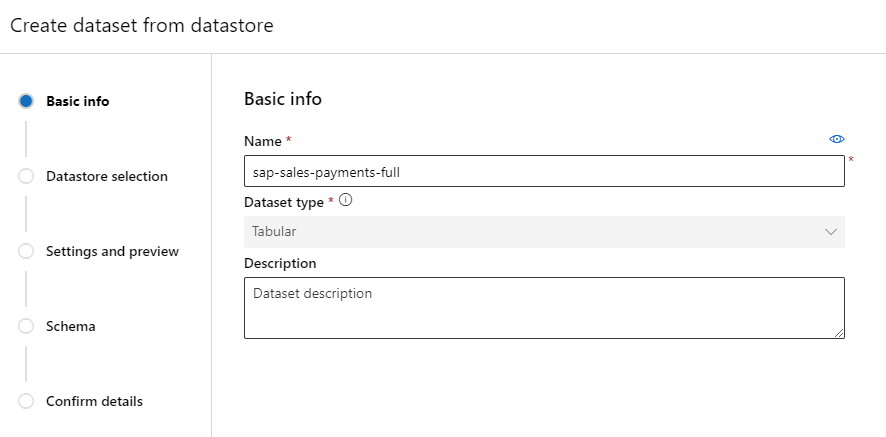 Create dataset from datastore
Basic info
Datastore selection
Settings and preview
Schema
Confirm details
Basic info
Name *
sap-sales-payments-full
*
Dataset type *
Tabular
Description
Dataset description